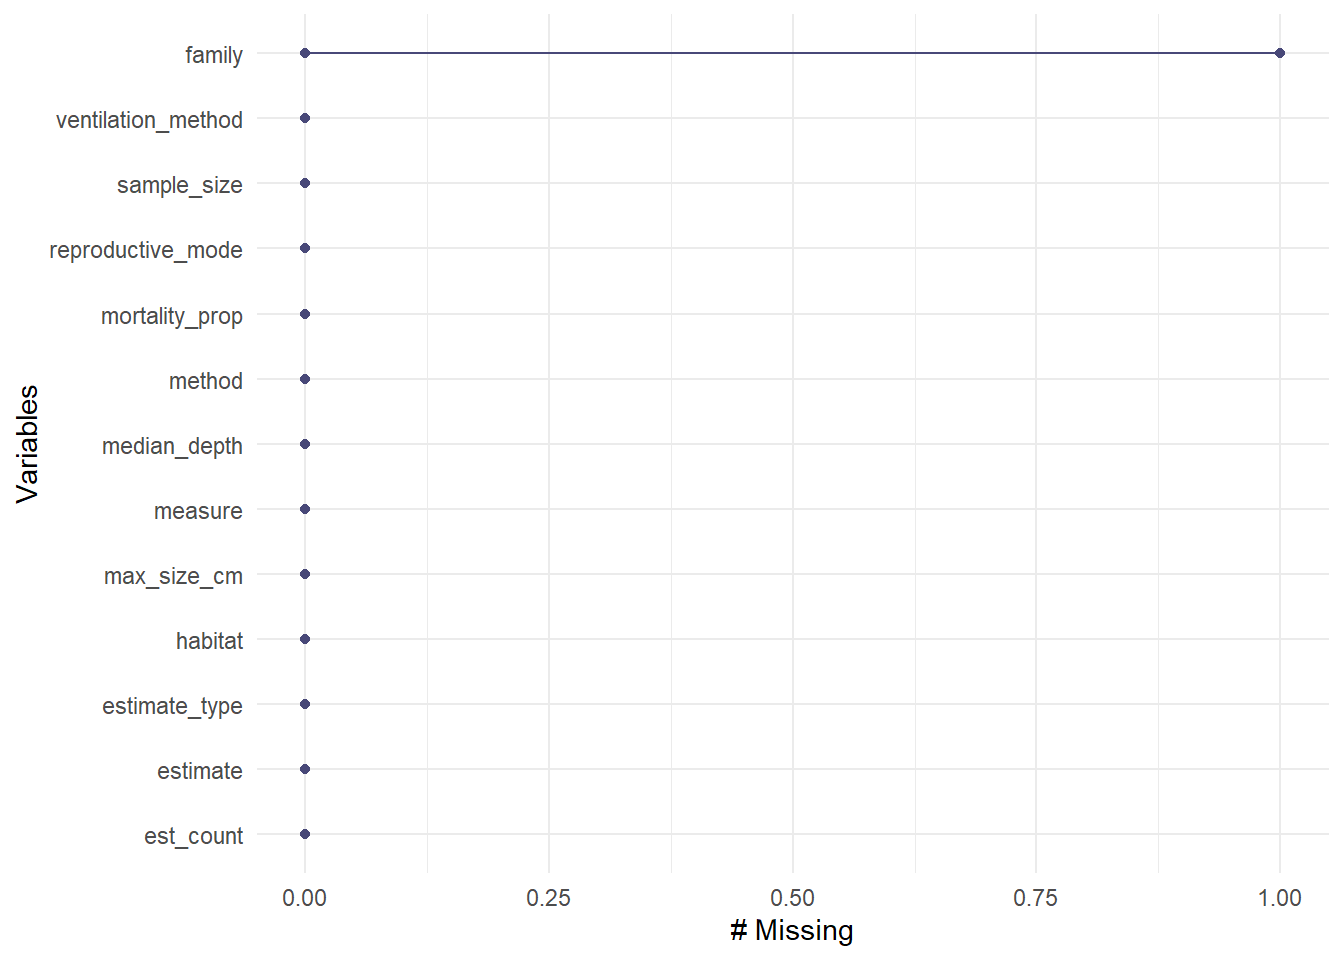 family
ventilation_method
sample_size
reproductive_mode
mortality_prop
method
median_depth
measure
max_size_cm
habitat
estimate_type
estimate
est_count
Variables
0.00 0.25 0.50 0.75 1.00
# Missing